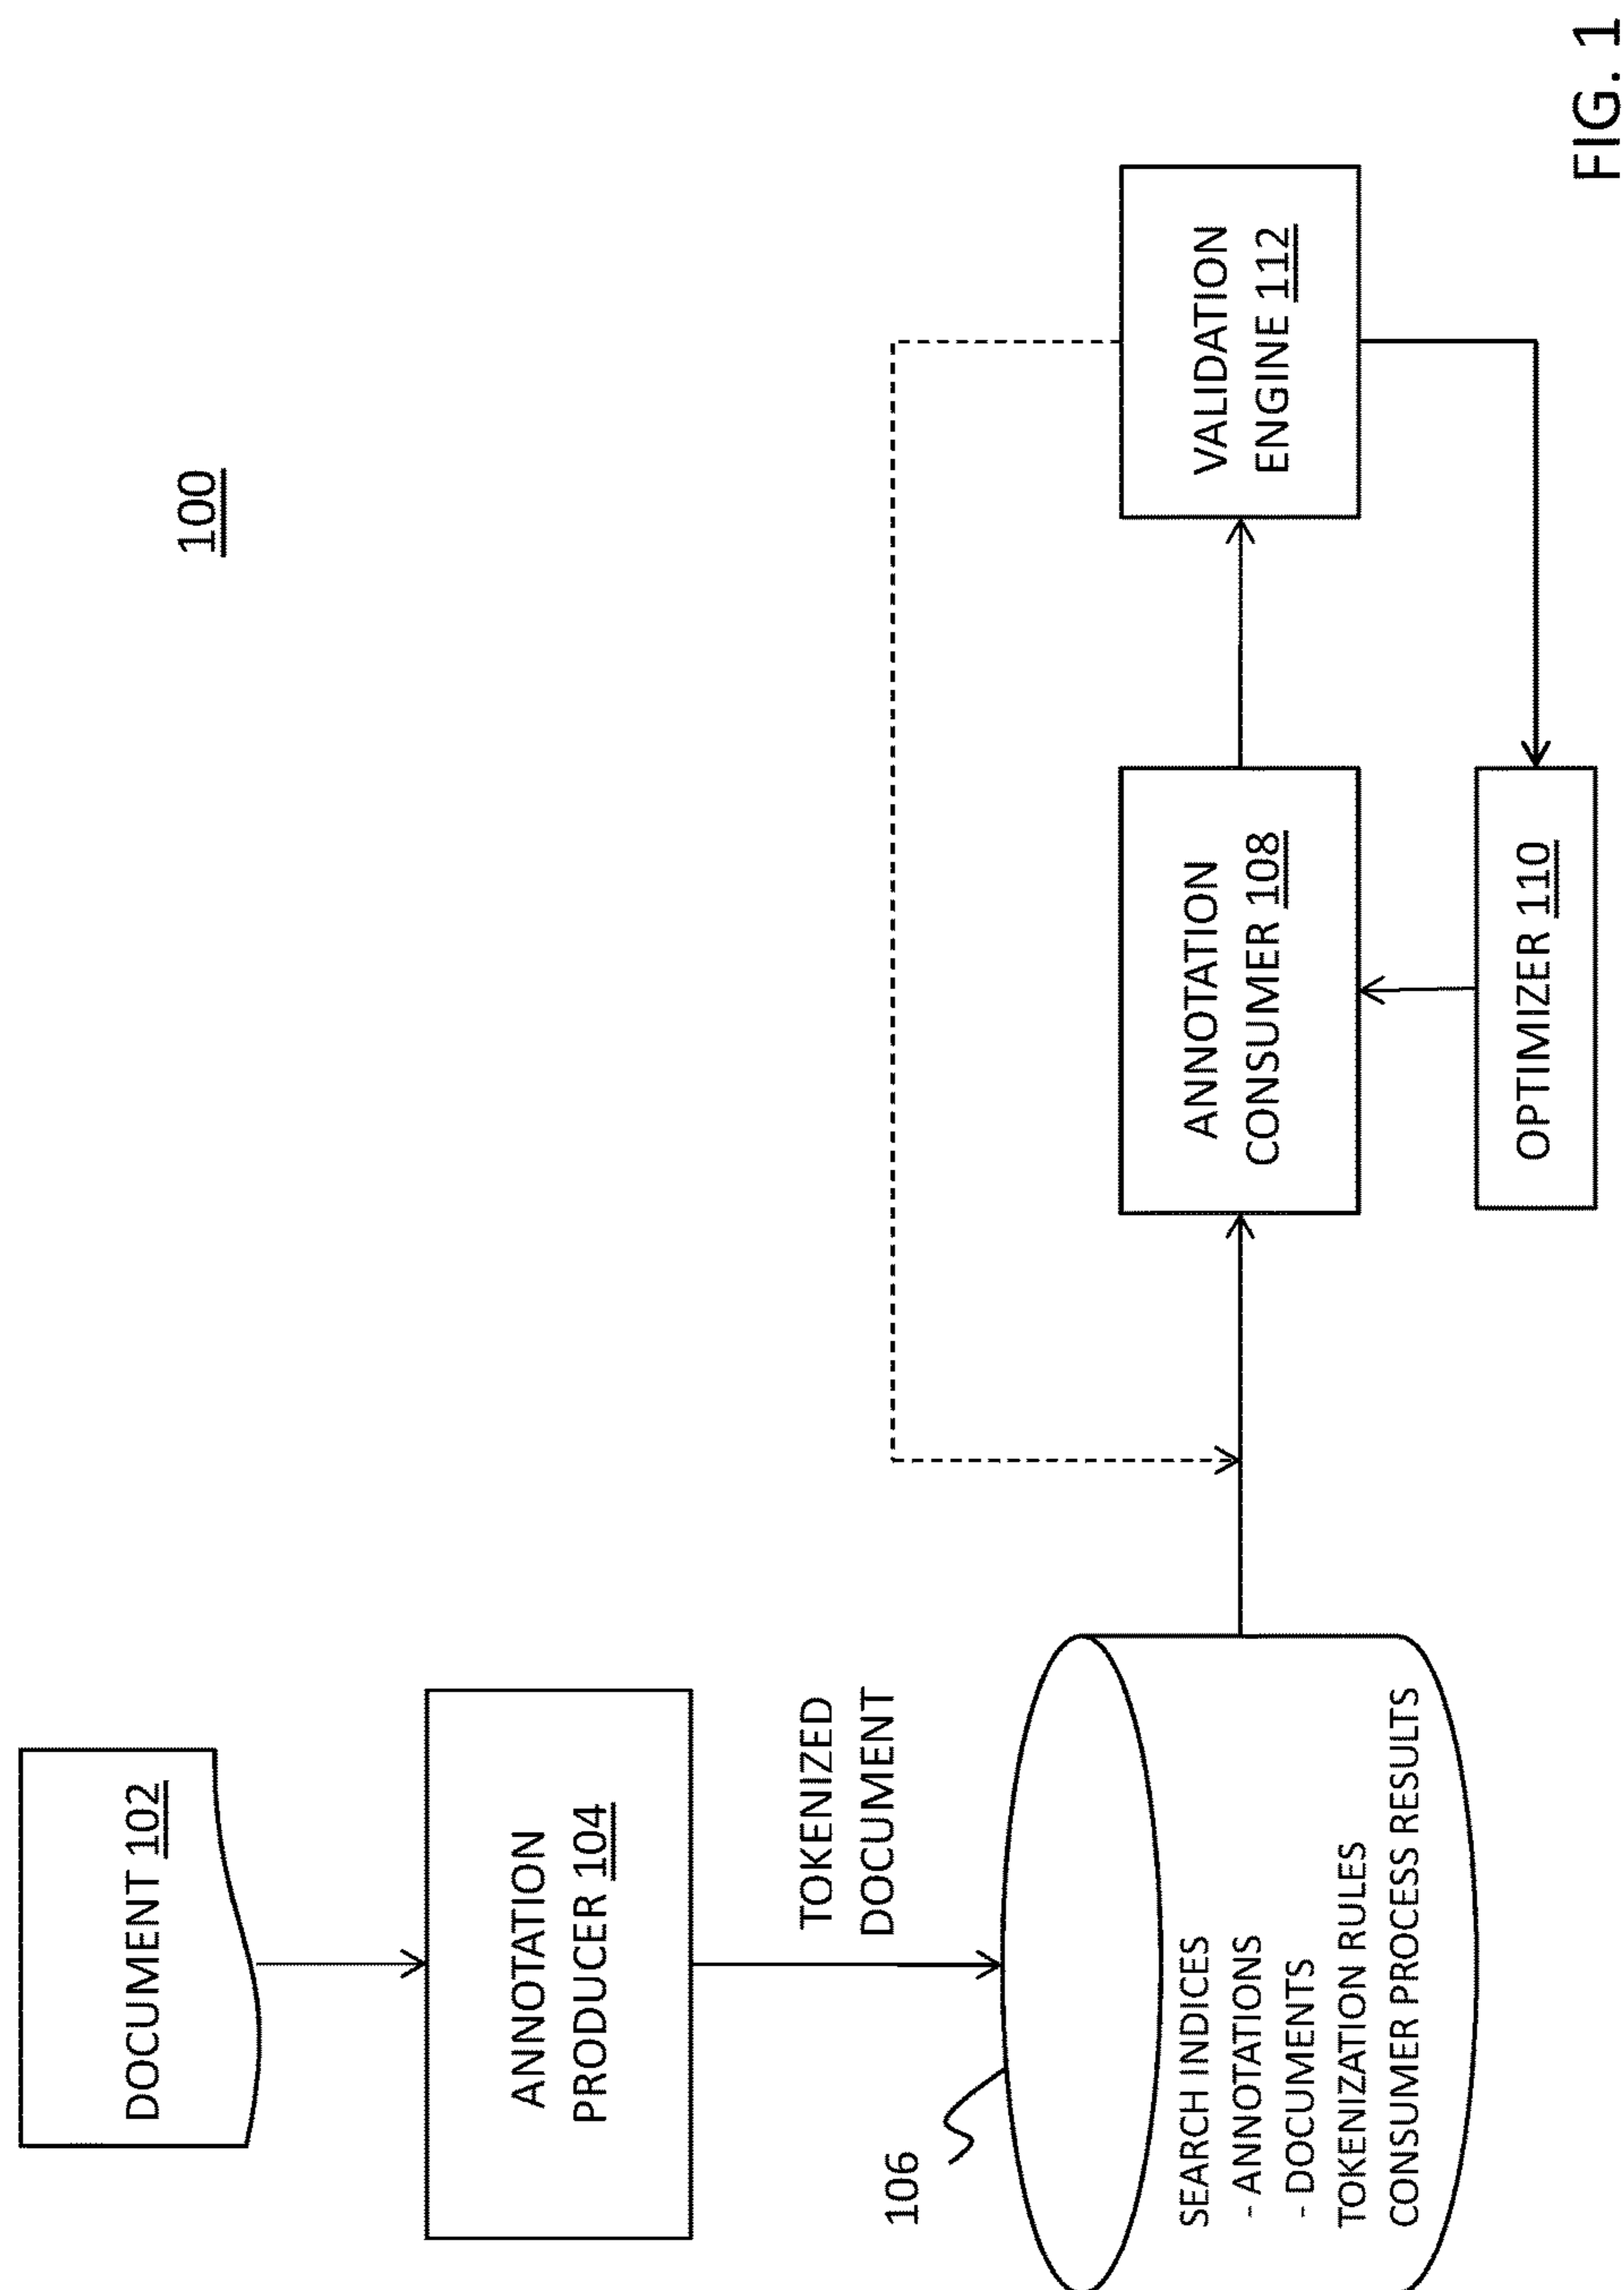 100
DOCUMENT 102
ANNOTATION
PRODUCER 104
TOKENIZED
DOCUMENT
106
SEARCH INDICES
- ANNOTATIONS
- DOCUMENTS
TOKENIZATION RULES
CONSUMER PROCESS RESULTS
ANNOTATION
CONSUMER 108
VALIDATION
ENGINE 112
OPTIMIZER 110
FIG. 1